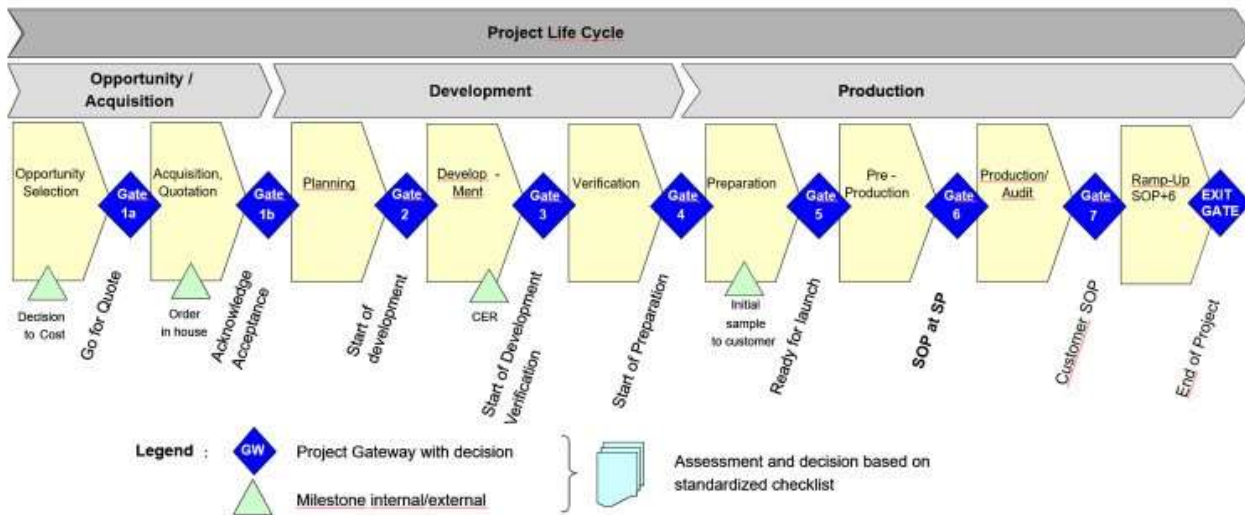 Project Life Cycle
Opportunity /
Acquisition
Development
Production
Opportunity
Selection
Gate
1a
Acquisition,
Quotation
Gate
1b
Planning
Gate
2
Develop -
Ment
Gate
3
Verification
Gate
4
Preparation
Gate
5
Pre -
Production
Gate
6
Production/
Audit
Gate
7
Ramp-Up
SOP+6
EXIT
GATE
Decision
to Cost
Go for Quote
Order
in house
Acknowledge
Acceptance
Start of
development
CER
Start of Development
Verification
Start of Preparation
Initial
sample
to customer
Ready for launch
SOP at SP
Customer SOP
End of Project
Legend :
GW
Project Gateway with decision
Milestone internal/external
Assessment and decision based on
standardized checklist